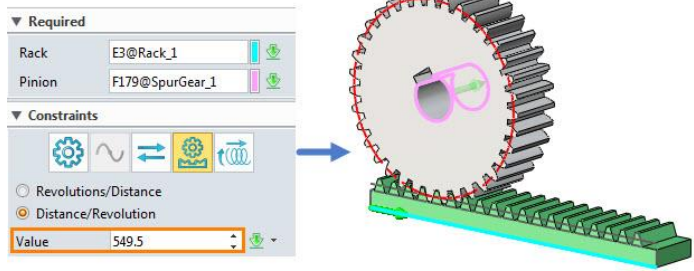 Required
Rack E3@Rack_1
Pinion F179@SpurGear_1
Constraints
Revolutions/Distance
Distance/Revolution
Value 549.5